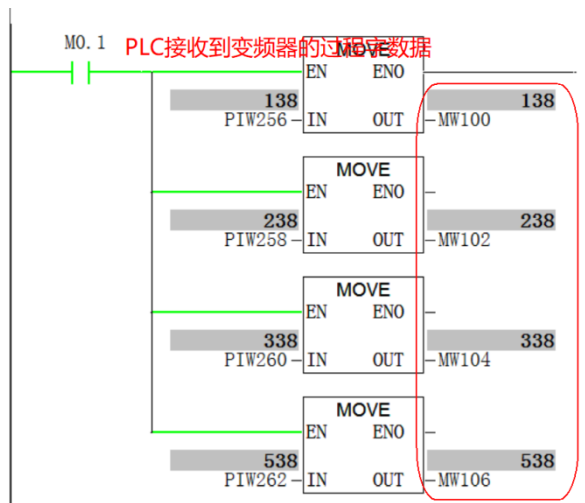 M0.1 PLC接收到变频器的过程字数据
MOVE
EN ENO
138 138
PIW256 IN OUT MW100
MOVE
EN ENO
238 238
PIW258 IN OUT MW102
MOVE
EN ENO
338 338
PIW260 IN OUT MW104
MOVE
EN ENO
538 538
PIW262 IN OUT MW106